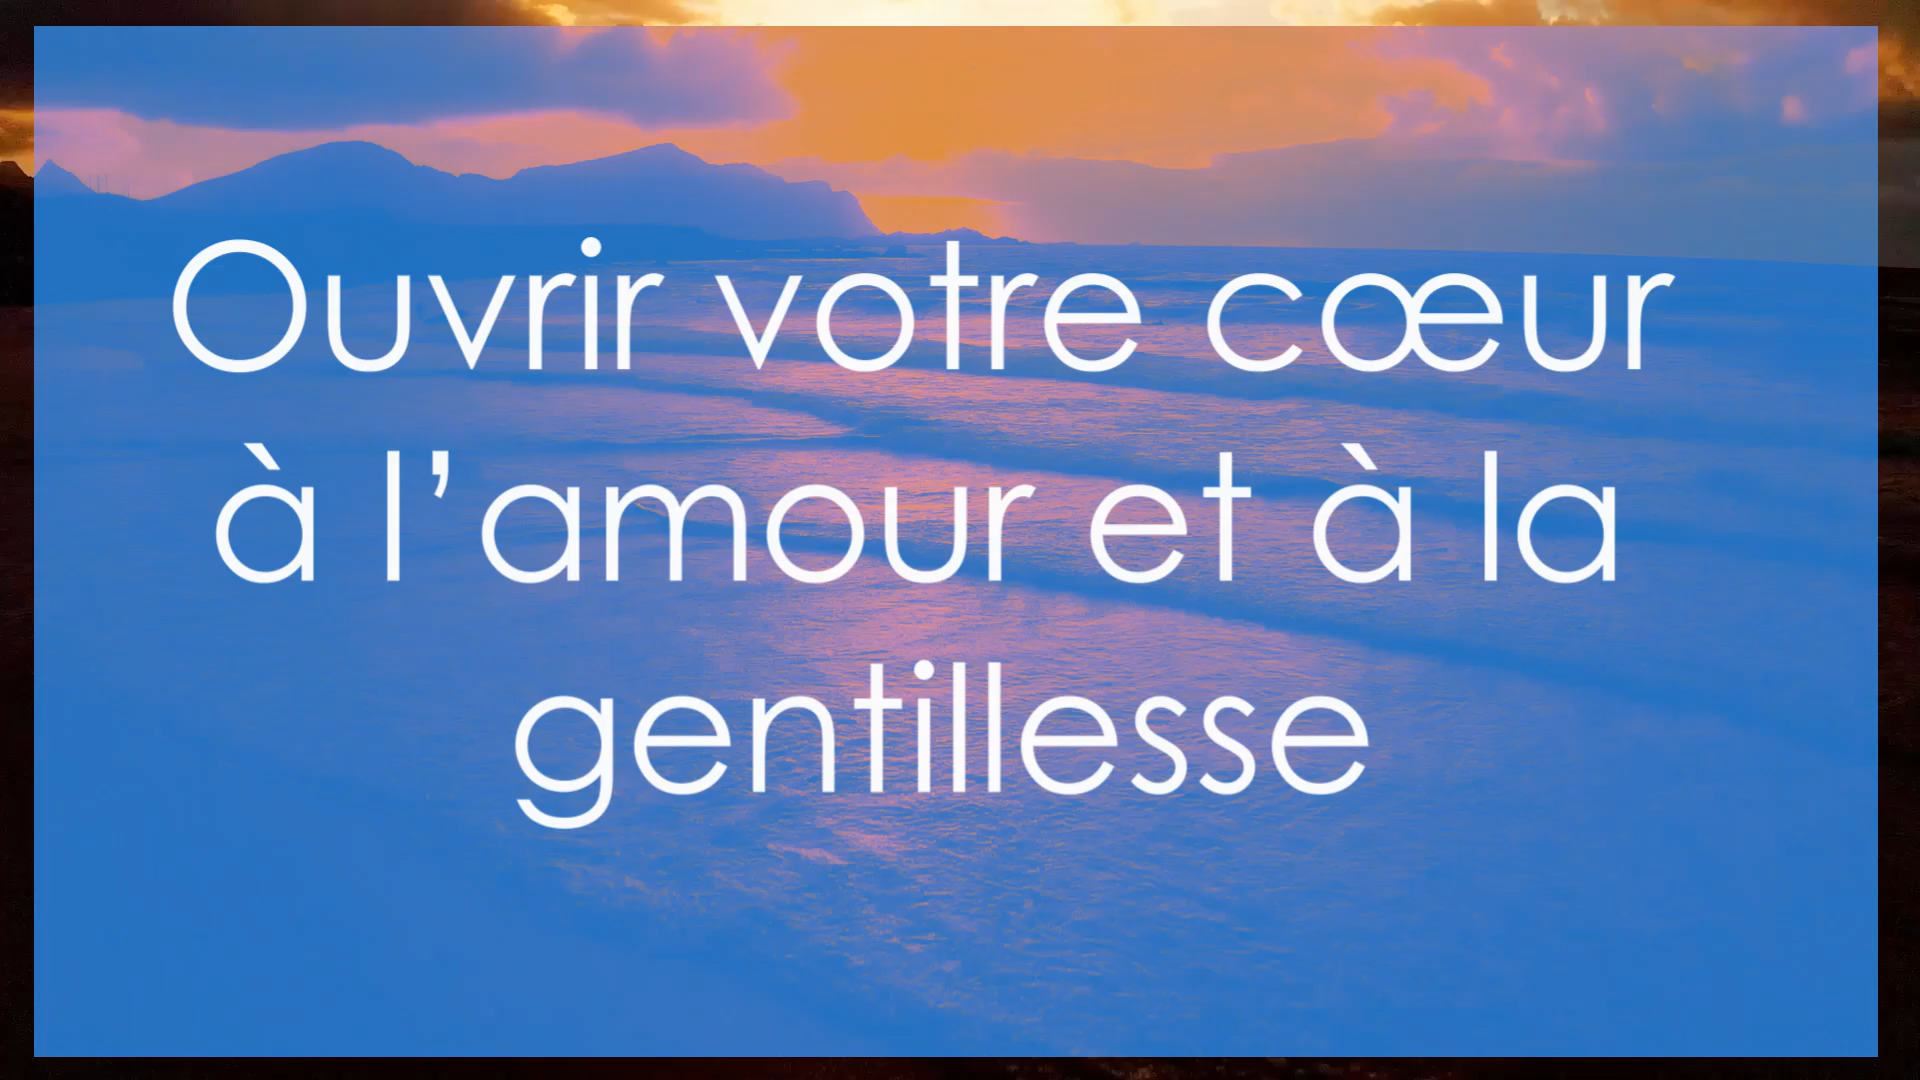 Ouvrir votre cœur
à l’amour et à la
gentillesse